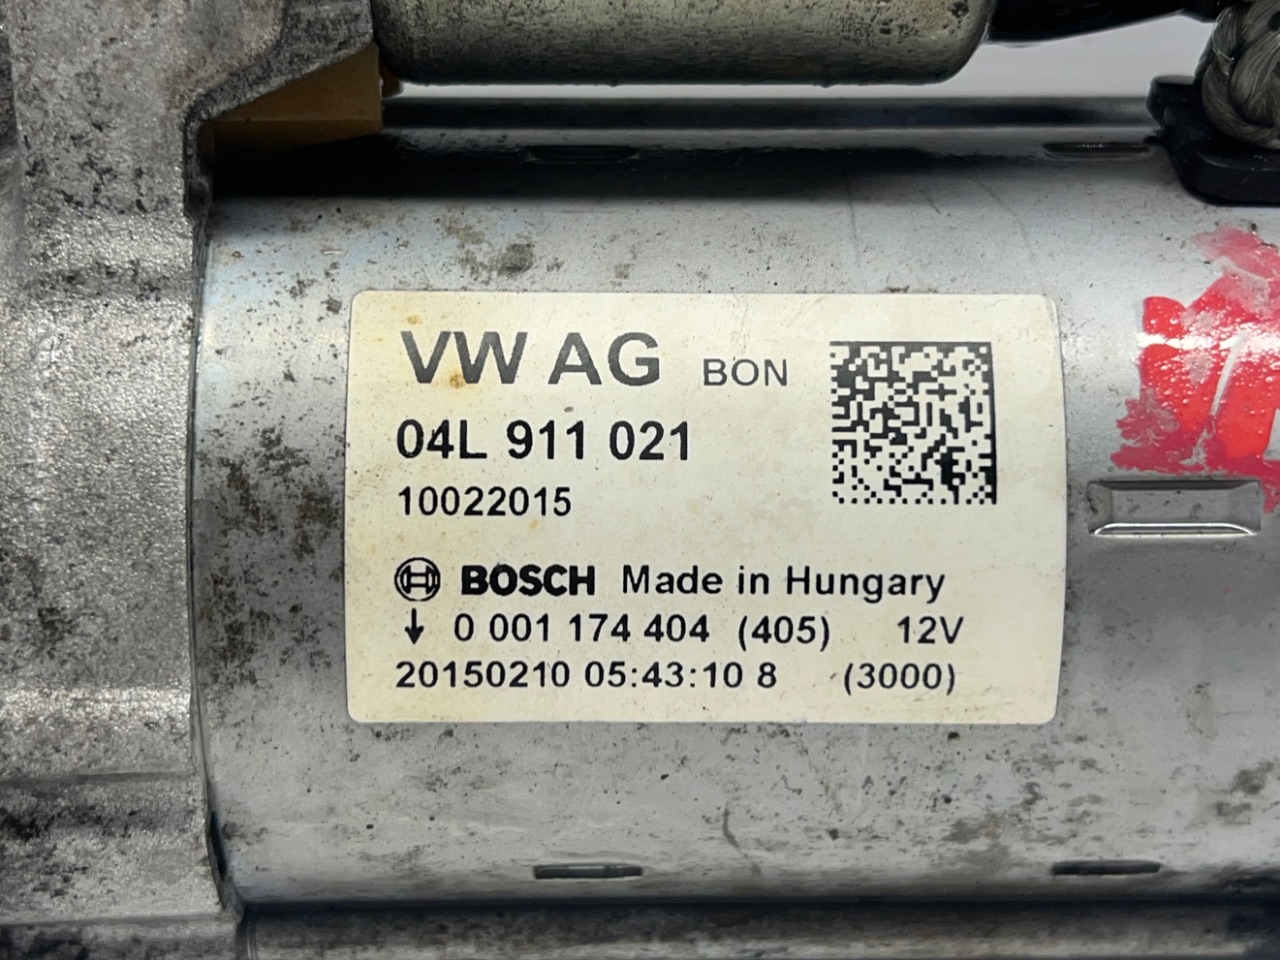 VW AG BON
04L 911 021
10022015
BOSCH Made in Hungary
↓ 0 001 174 404 (405) 12V
20150210 05:43:10 8 (3000)